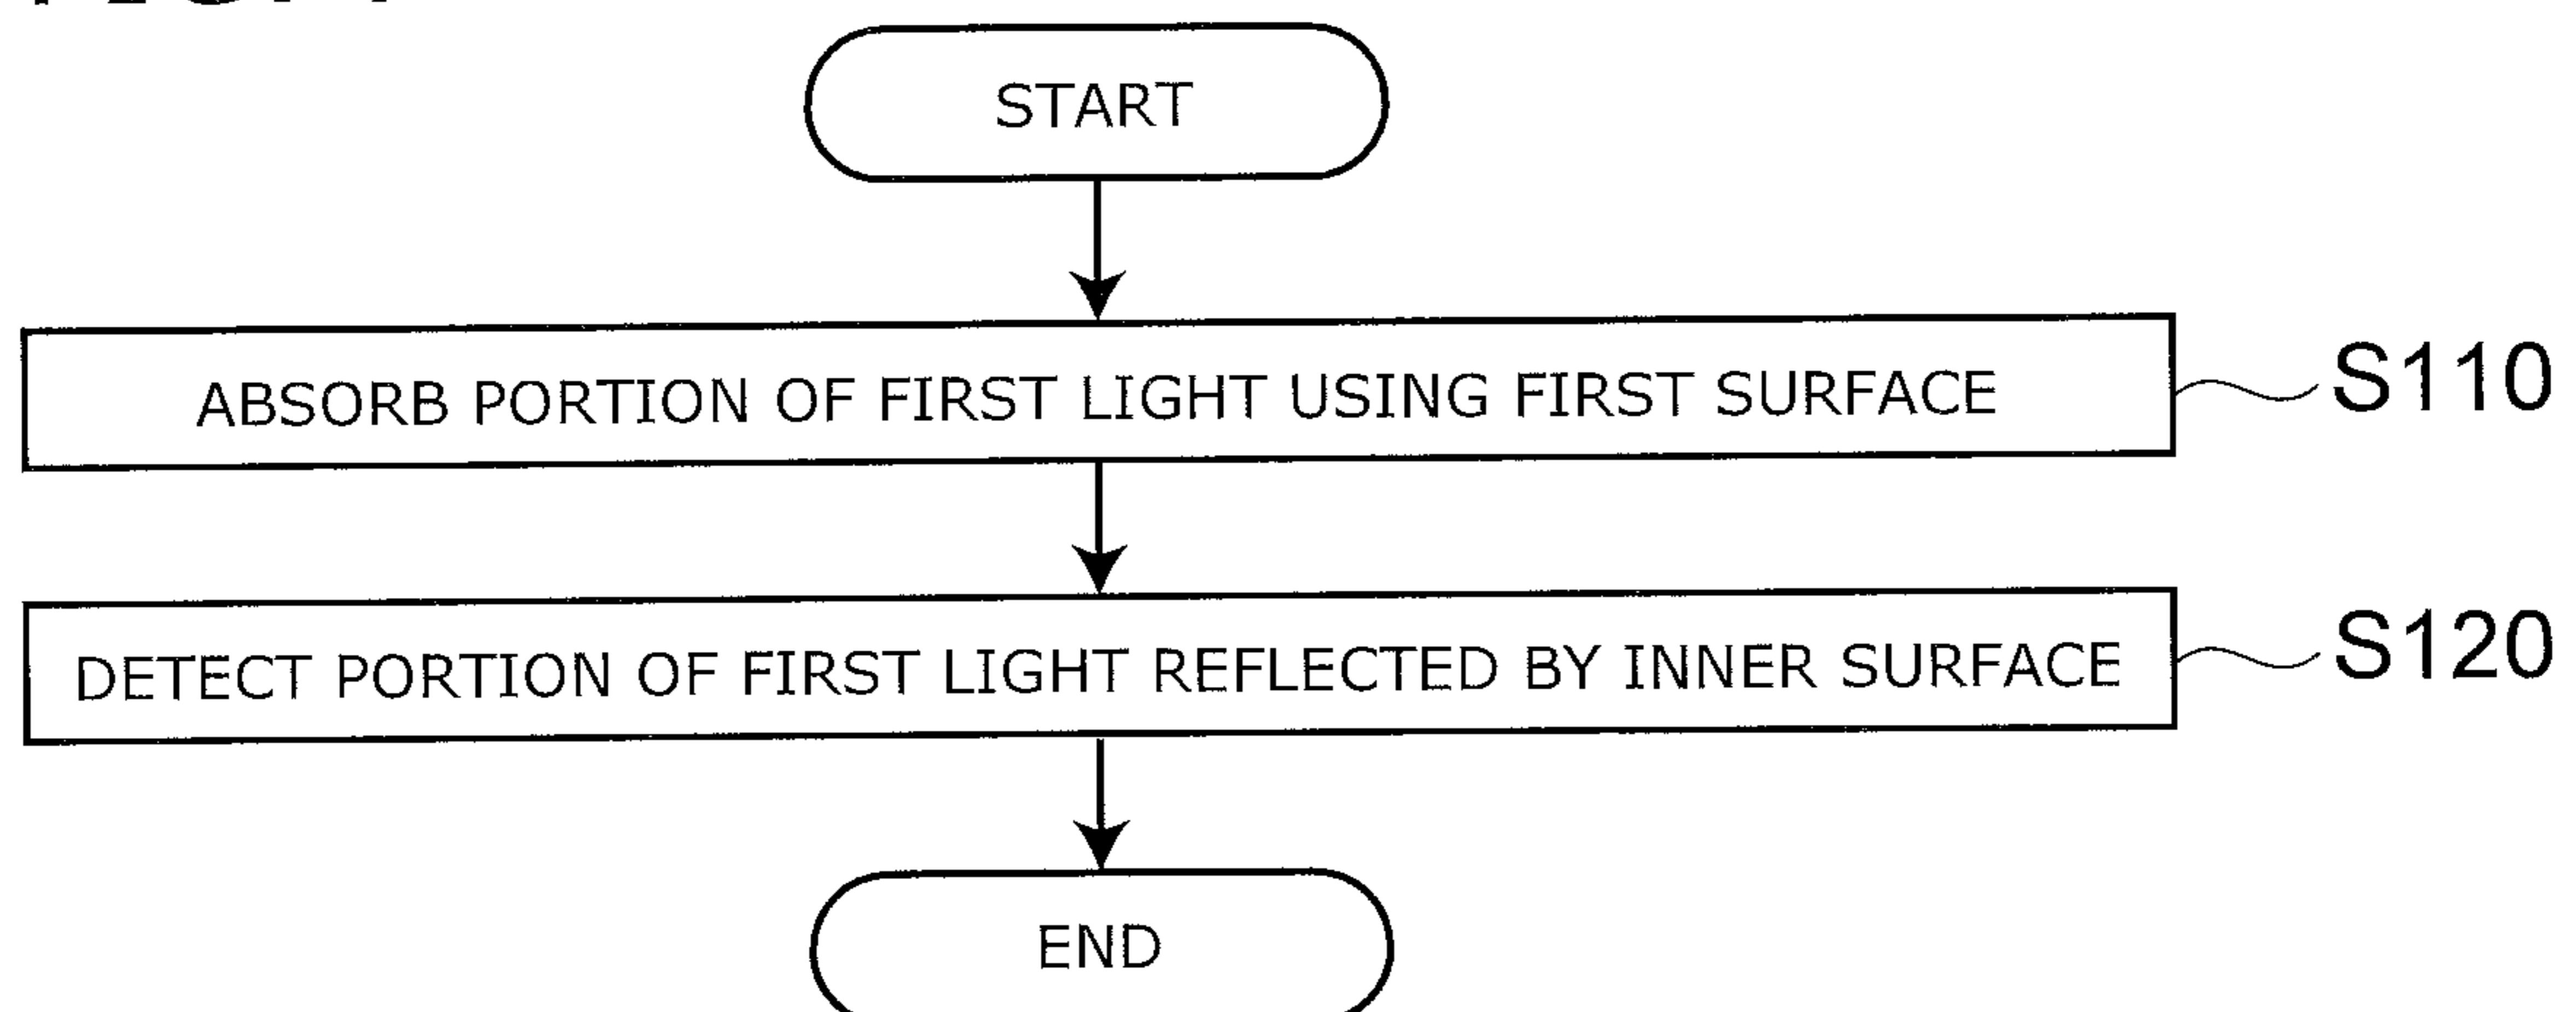 START
ABSORB PORTION OF FIRST LIGHT USING FIRST SURFACE
S110
DETECT PORTION OF FIRST LIGHT REFLECTED BY INNER SURFACE
S120
END